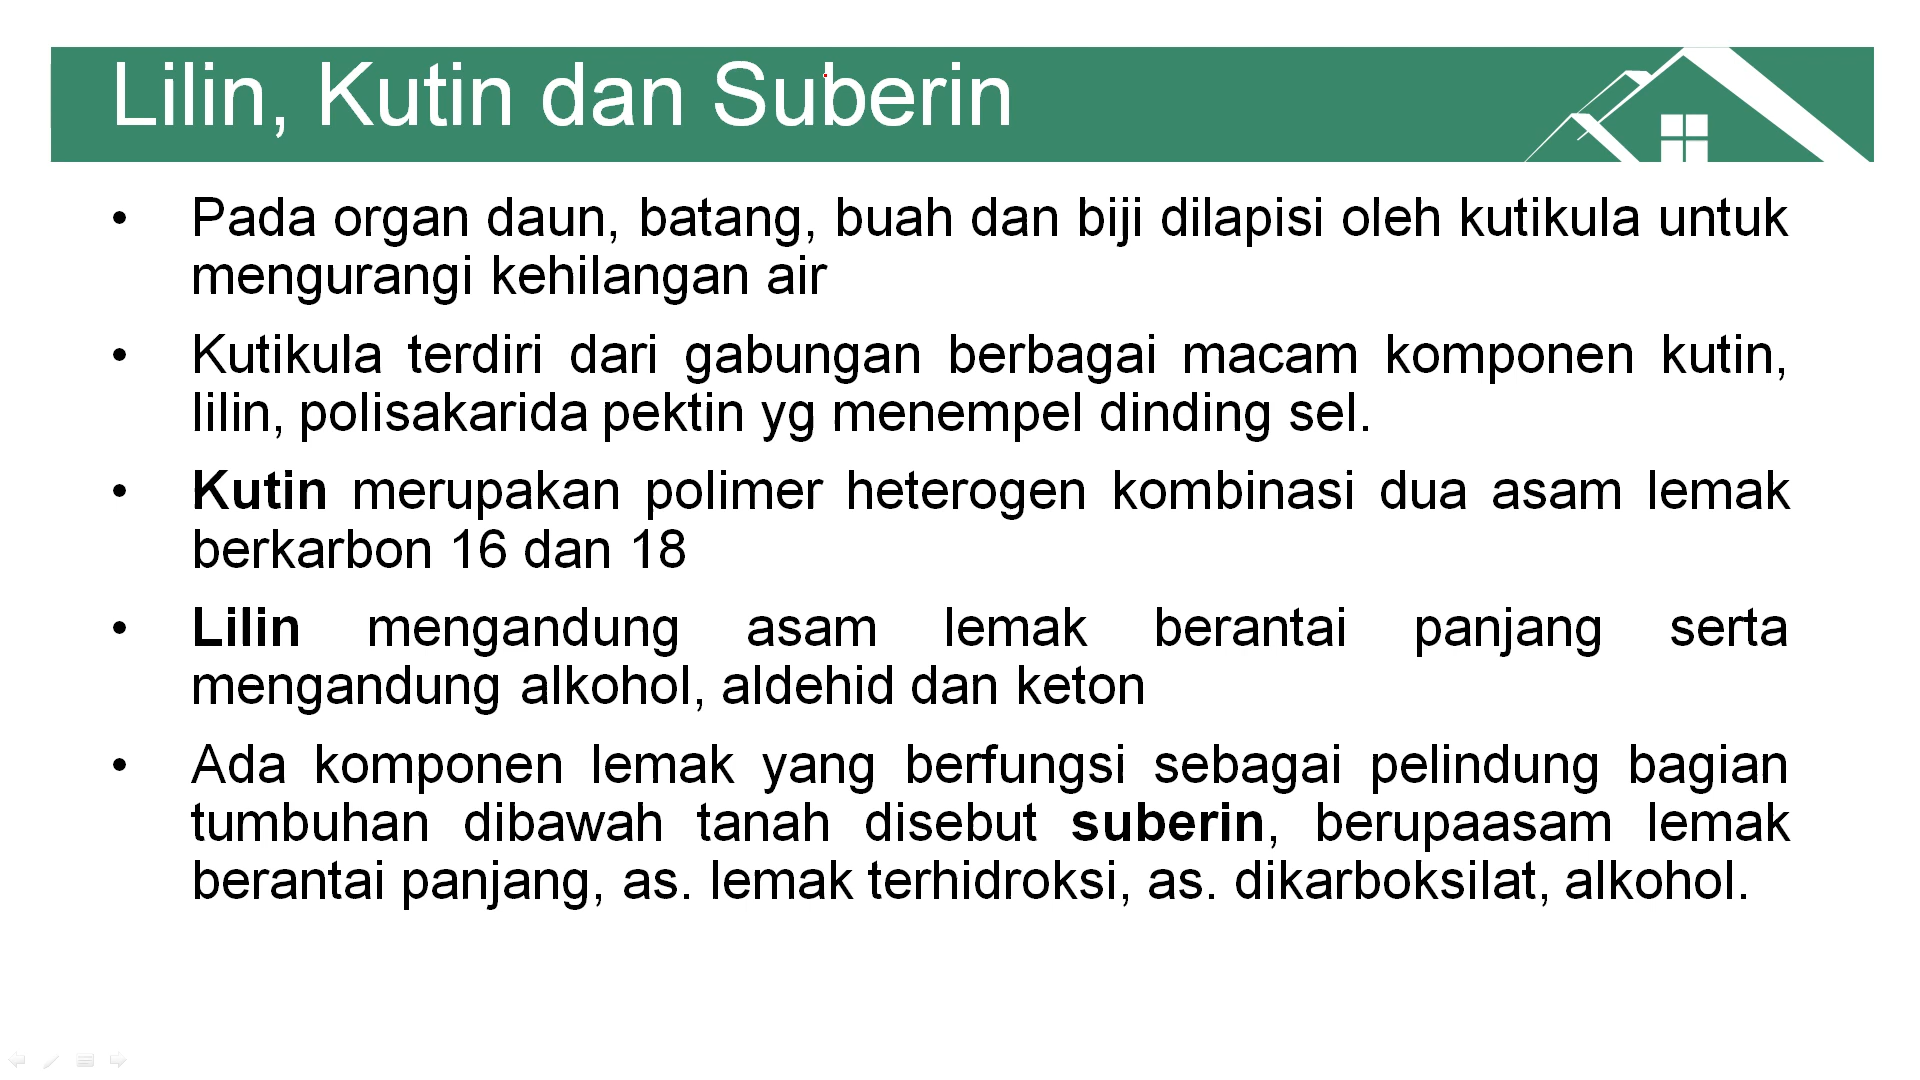 Lilin, Kutin dan Suberin
• Pada organ daun, batang, buah dan biji dilapisi oleh kutikula untuk
mengurangi kehilangan air
• Kutikula terdiri dari gabungan berbagai macam komponen kutin,
lilin, polisakarida pektin yg menempel dinding sel.
• Kutin merupakan polimer heterogen kombinasi dua asam lemak
berkarbon 16 dan 18
• Lilin mengandung asam lemak berantai panjang serta
mengandung alkohol, aldehid dan keton
• Ada komponen lemak yang berfungsi sebagai pelindung bagian
tumbuhan dibawah tanah disebut suberin, berupaasam lemak
berantai panjang, as. lemak terhidroksi, as. dikarboksilat, alkohol.